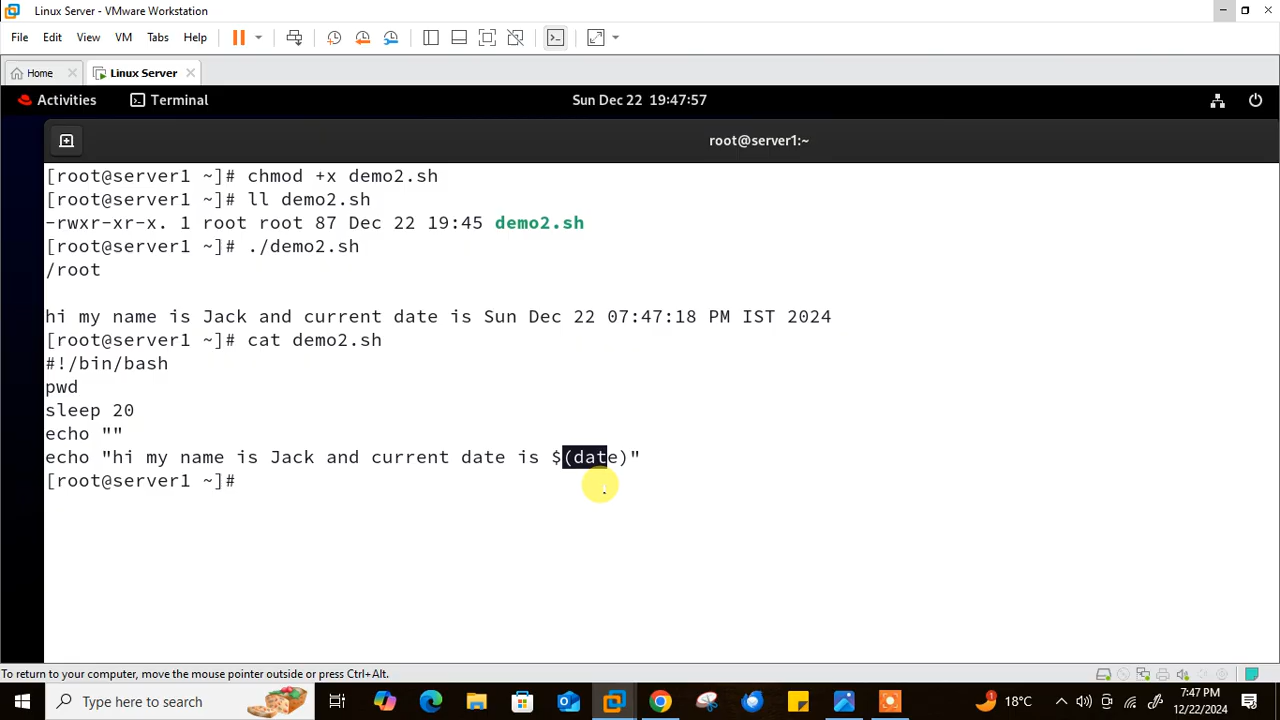 Linux Server - VMware Workstation
File Edit View VM Tabs Help
Home Linux Server
Activities Terminal Sun Dec 22 19:47:57
root@server1:~
[root@server1 ~]# chmod +x demo2.sh
[root@server1 ~]# ll demo2.sh
-rwxr-xr-x. 1 root root 87 Dec 22 19:45 demo2.sh
[root@server1 ~]# ./demo2.sh
/root
hi my name is Jack and current date is Sun Dec 22 07:47:18 PM IST 2024
[root@server1 ~]# cat demo2.sh
#!/bin/bash
pwd
sleep 20
echo ""
echo "hi my name is Jack and current date is $(date)"
[root@server1 ~]#
To return to your computer, move the mouse pointer outside or press Ctrl+Alt.
Type here to search
18°C
7:47 PM
12/22/2024